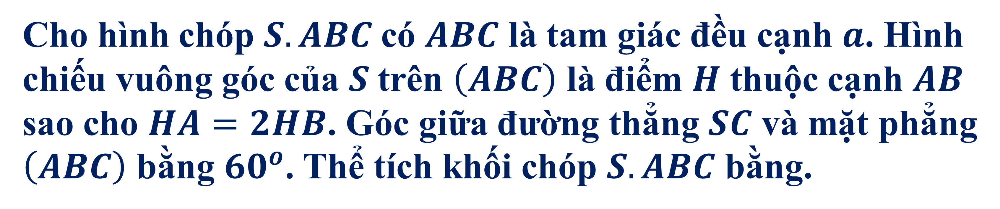 Cho hình chóp S. ABC có ABC là tam giác đều cạnh a. Hình
chiếu vuông góc của S trên (ABC) là điểm H thuộc cạnh AB
sao cho HA = 2HB. Góc giữa đường thẳng SC và mặt phẳng
(ABC) bằng 60ᵒ. Thể tích khối chóp S. ABC bằng.